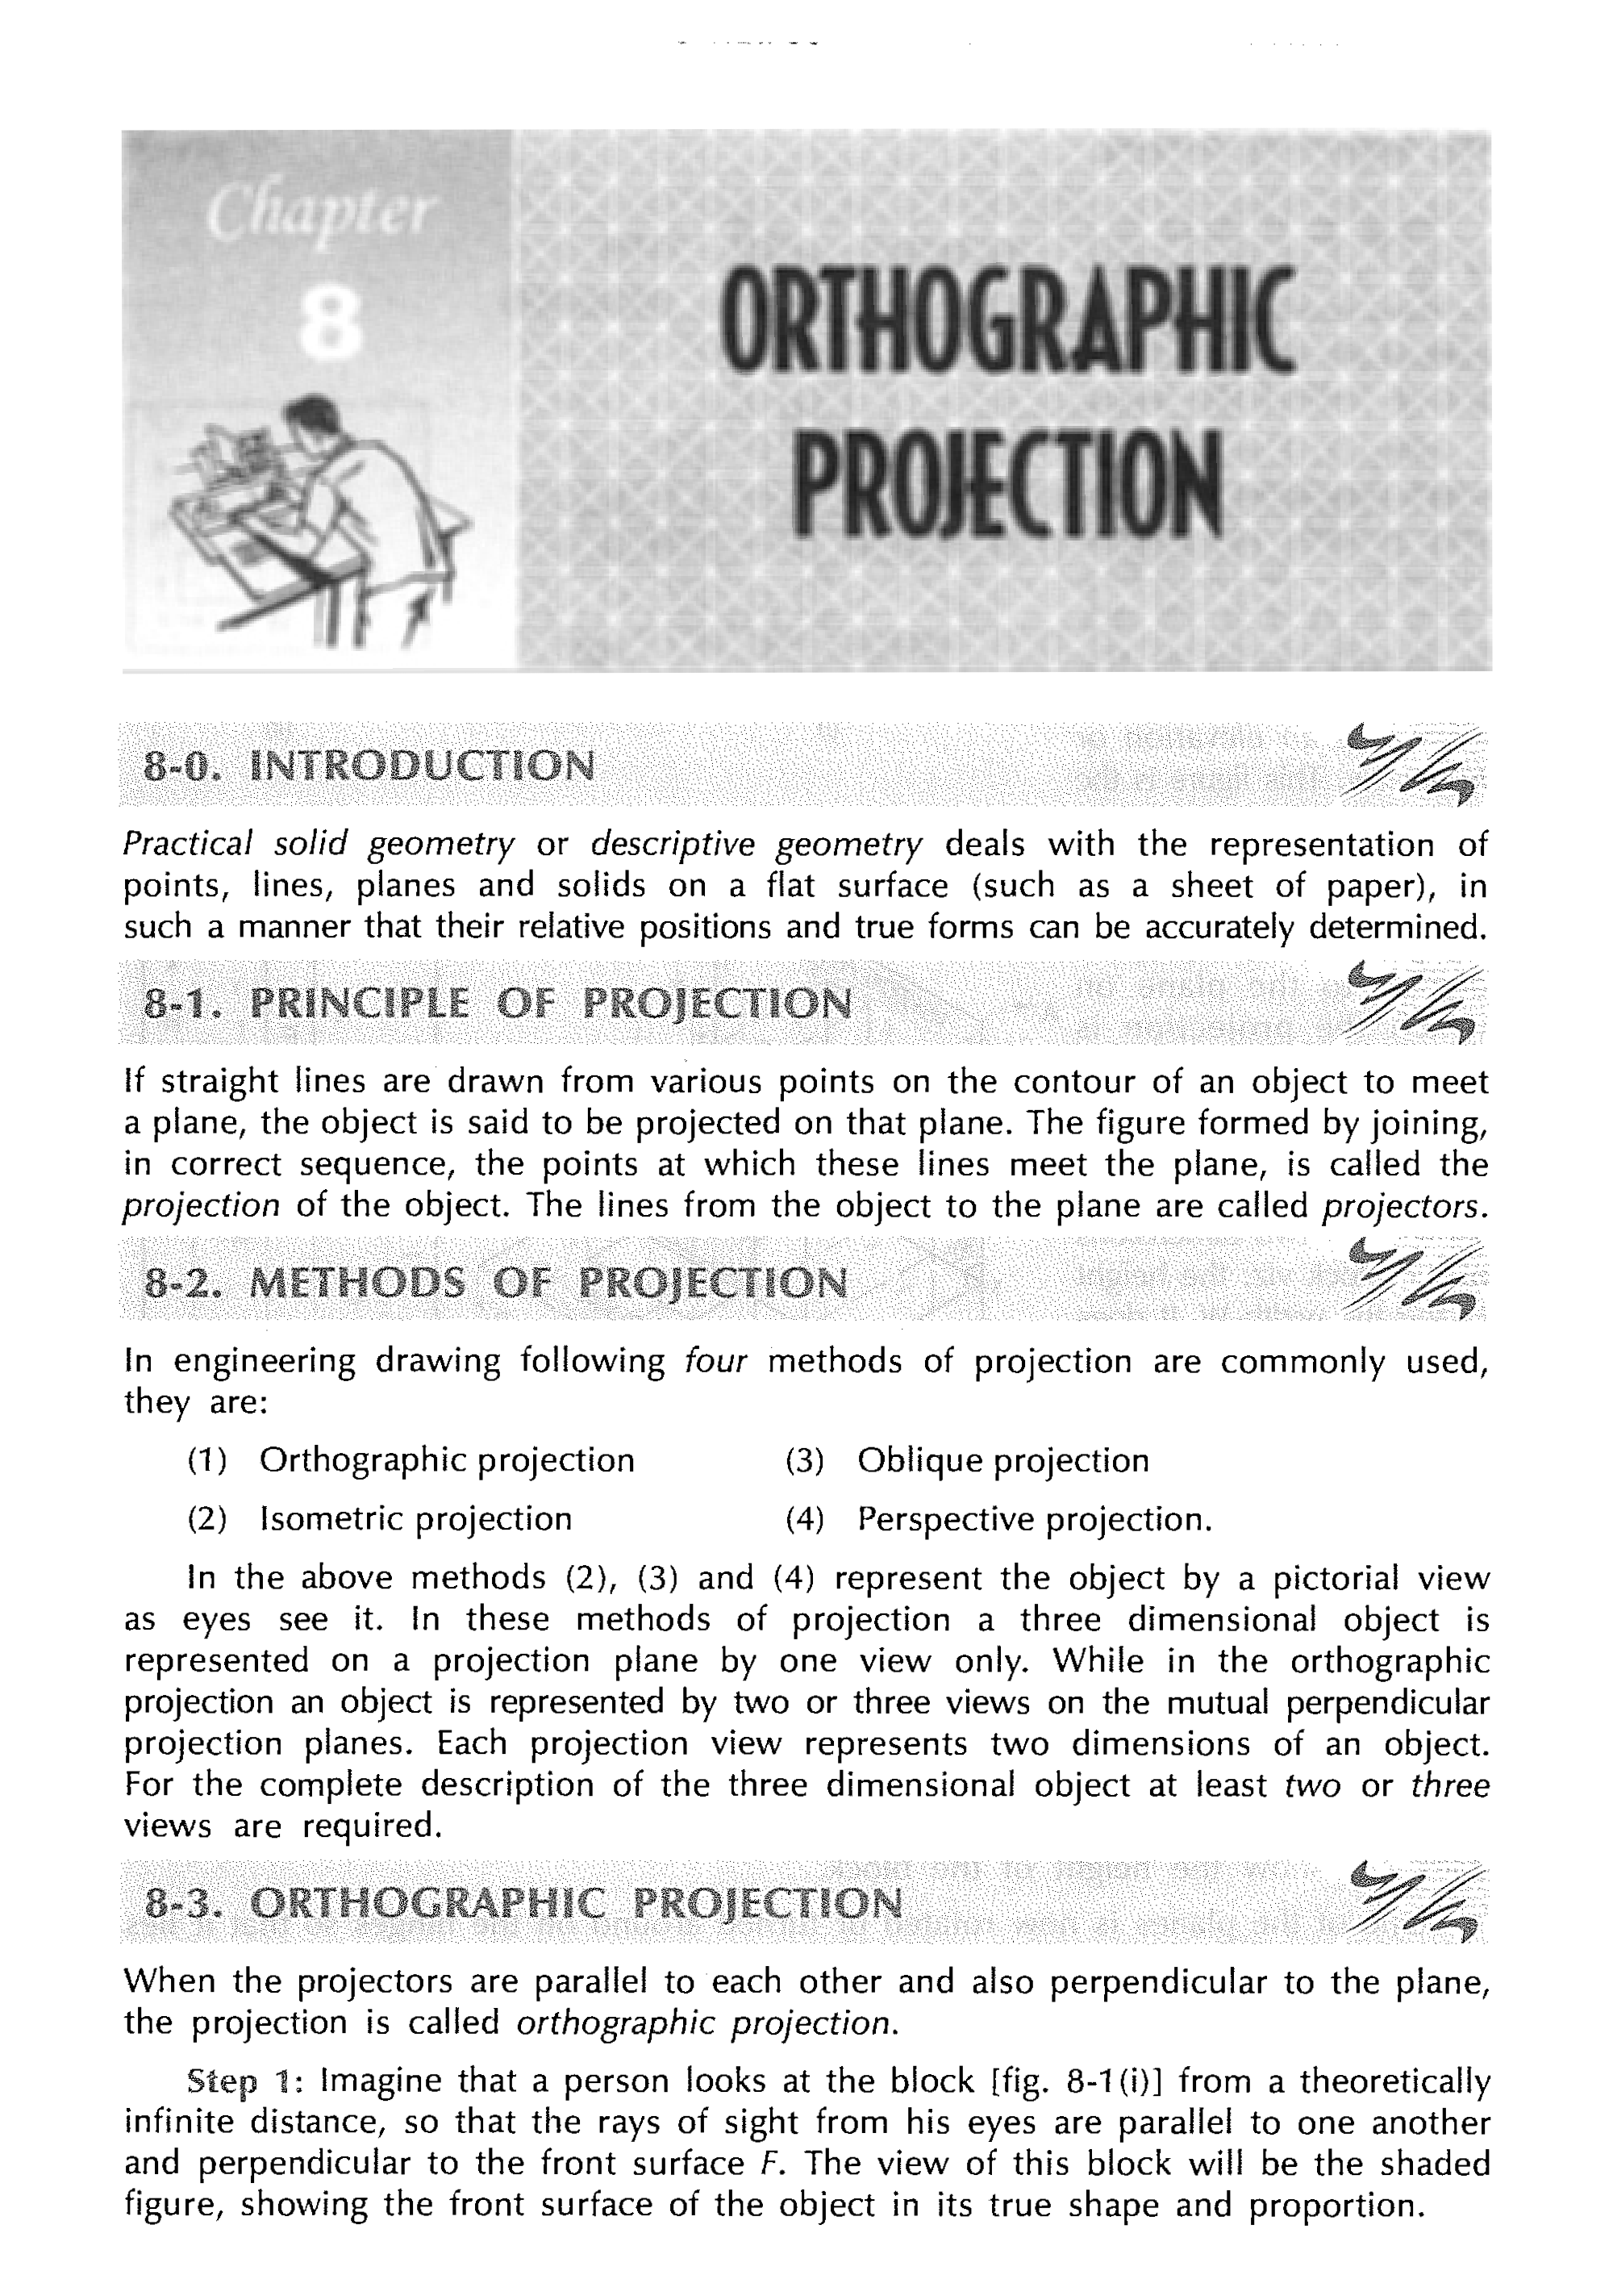 Chapter
8
ORTHOGRAPHIC
PROJECTION
8-0. INTRODUCTION
Practical solid geometry or descriptive geometry deals with the representation of
points, lines, planes and solids on a flat surface (such as a sheet of paper), in
such a manner that their relative positions and true forms can be accurately determined.
8-1. PRINCIPLE OF PROJECTION
If straight lines are drawn from various points on the contour of an object to meet
a plane, the object is said to be projected on that plane. The figure formed by joining,
in correct sequence, the points at which these lines meet the plane, is called the
projection of the object. The lines from the object to the plane are called projectors.
8-2. METHODS OF PROJECTION
In engineering drawing following four methods of projection are commonly used,
they are:
(1) Orthographic projection (3) Oblique projection
(2) Isometric projection (4) Perspective projection.
In the above methods (2), (3) and (4) represent the object by a pictorial view
as eyes see it. In these methods of projection a three dimensional object is
represented on a projection plane by one view only. While in the orthographic
projection an object is represented by two or three views on the mutual perpendicular
projection planes. Each projection view represents two dimensions of an object.
For the complete description of the three dimensional object at least two or three
views are required.
8-3. ORTHOGRAPHIC PROJECTION
When the projectors are parallel to each other and also perpendicular to the plane,
the projection is called orthographic projection.
Step 1: Imagine that a person looks at the block [fig. 8-1(i)] from a theoretically
infinite distance, so that the rays of sight from his eyes are parallel to one another
and perpendicular to the front surface F. The view of this block will be the shaded
figure, showing the front surface of the object in its true shape and proportion.